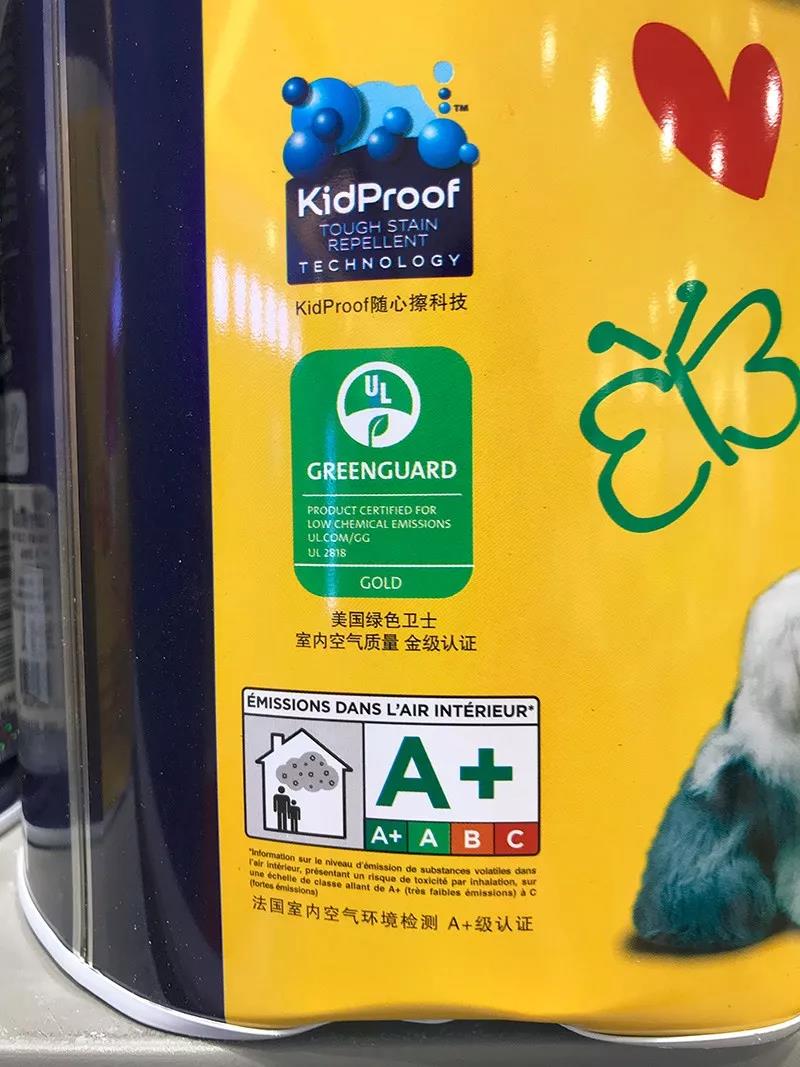 TM
KidProof
TOUGH STAIN
REPELLENT
TECHNOLOGY
KidProof随心擦科技
UL
GREENGUARD
PRODUCT CERTIFIED FOR
LOW CHEMICAL EMISSIONS
UL.COM/GG
UL 2818
GOLD
美国绿色卫士
室内空气质量 金级认证
ÉMISSIONS DANS L'AIR INTÉRIEUR*
A+
A+ A B C
*Information sur le niveau d'émission de substances volatiles dans
l'air intérieur, présentant un risque de toxicité par inhalation, sur
une échelle de classe allant de A+ (très faibles émissions) à C
(fortes émissions)
法国室内空气环境检测 A+级认证